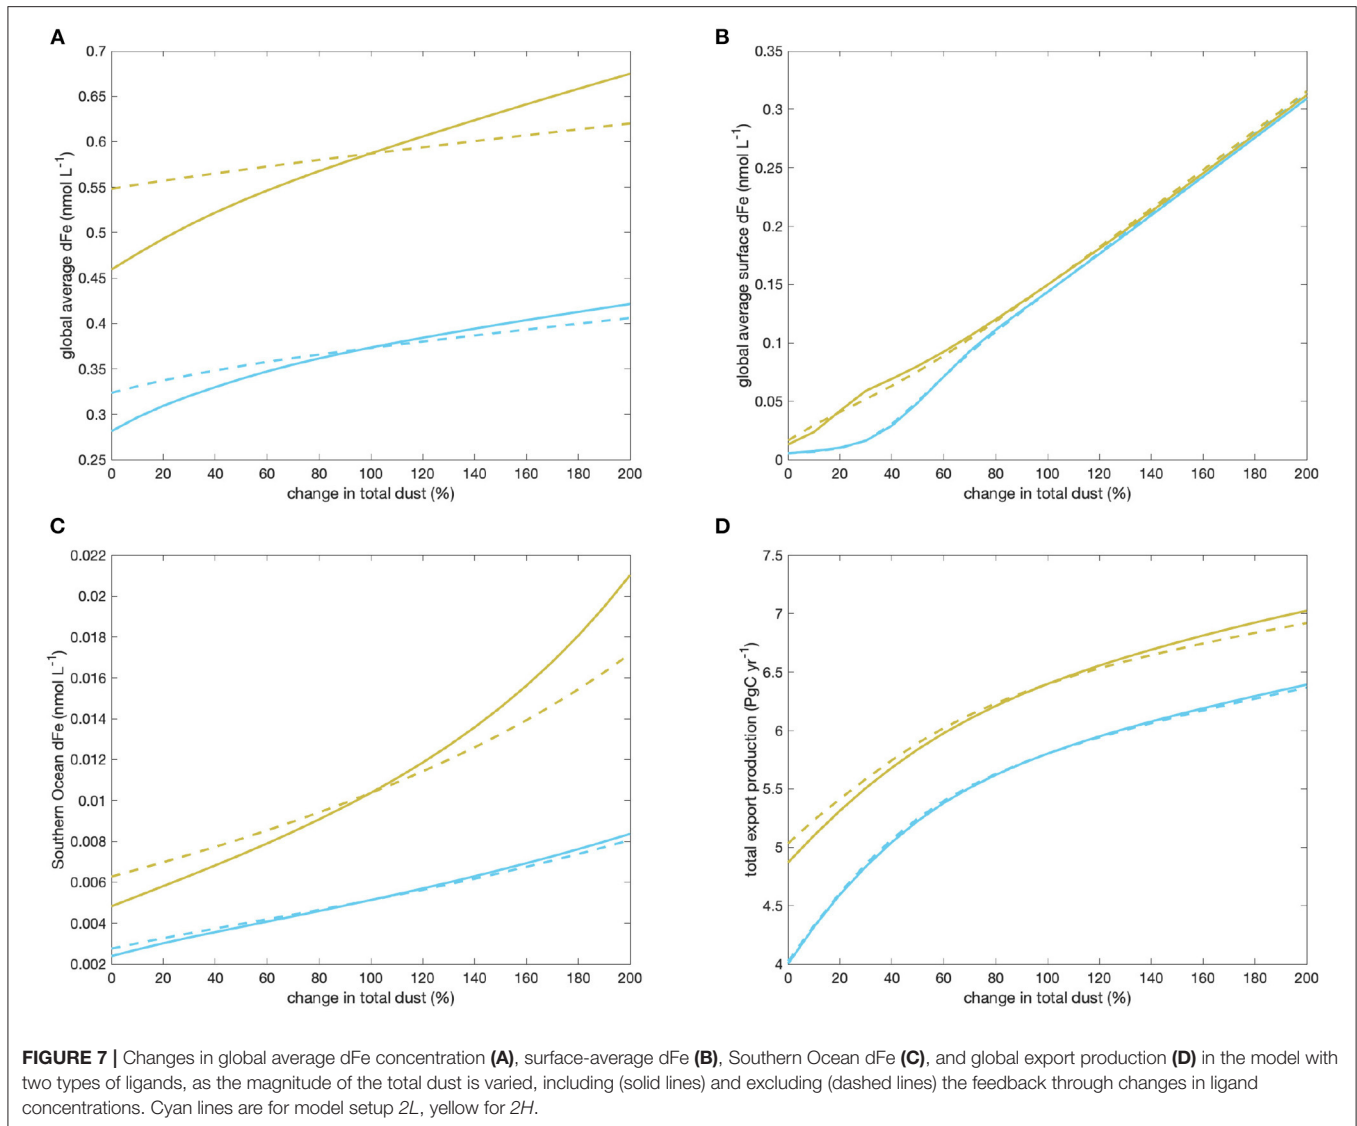 A
0.7
0.65
0.6
0.55
0.5
0.45
0.4
0.35
0.3
0.25
global average dFe (nmol L-1)
0 20 40 60 80 100 120 140 160 180 200
change in total dust (%)
B
0.35
0.3
0.25
0.2
0.15
0.1
0.05
0
global average surface dFe (nmol L-1)
0 20 40 60 80 100 120 140 160 180 200
change in total dust (%)
C
0.022
0.02
0.018
0.016
0.014
0.012
0.01
0.008
0.006
0.004
0.002
Southern Ocean dFe (nmol L-1)
0 20 40 60 80 100 120 140 160 180 200
change in total dust (%)
D
7.5
7
6.5
6
5.5
5
4.5
4
total export production (PgC yr-1)
0 20 40 60 80 100 120 140 160 180 200
change in total dust (%)
FIGURE 7 | Changes in global average dFe concentration (A), surface-average dFe (B), Southern Ocean dFe (C), and global export production (D) in the model with
two types of ligands, as the magnitude of the total dust is varied, including (solid lines) and excluding (dashed lines) the feedback through changes in ligand
concentrations. Cyan lines are for model setup 2L, yellow for 2H.